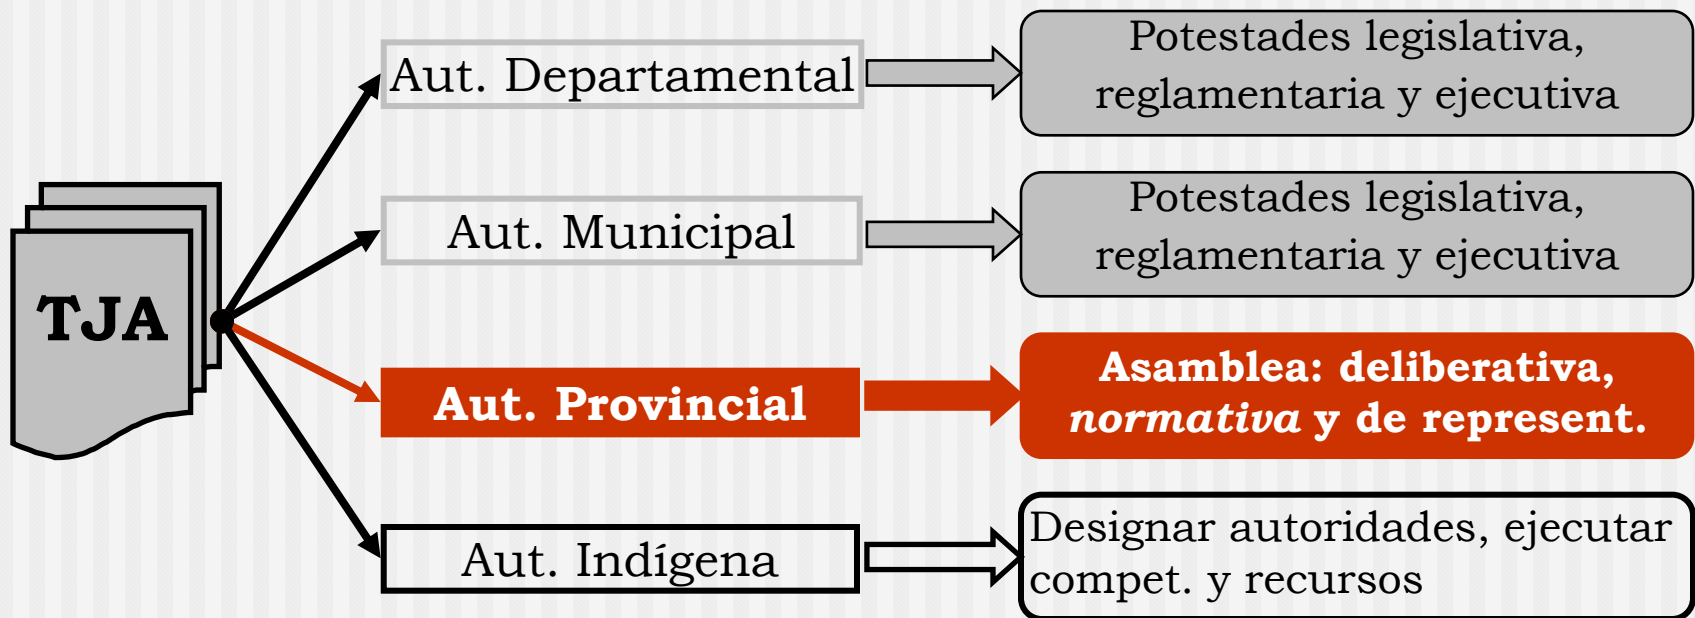 TJA
Aut. Departamental
Potestades legislativa,
reglamentaria y ejecutiva
Aut. Municipal
Potestades legislativa,
reglamentaria y ejecutiva
Aut. Provincial
Asamblea: deliberativa,
normativa y de represent.
Aut. Indígena
Designar autoridades, ejecutar
compet. y recursos